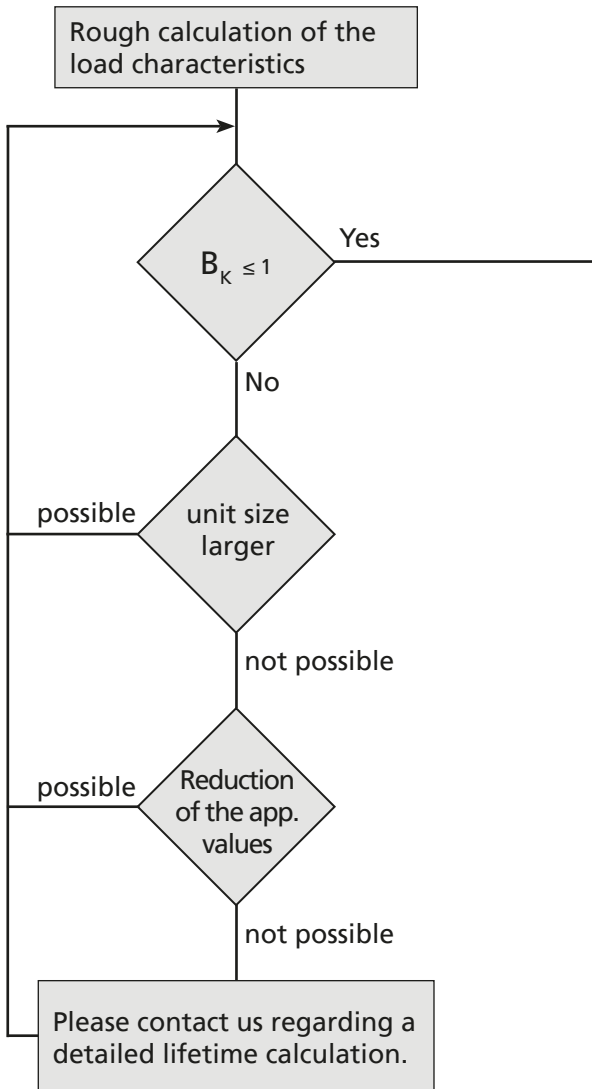 Rough calculation of the
load characteristics
Yes
B_K ≤ 1
No
possible
unit size
larger
not possible
possible
Reduction
of the app.
values
not possible
Please contact us regarding a
detailed lifetime calculation.